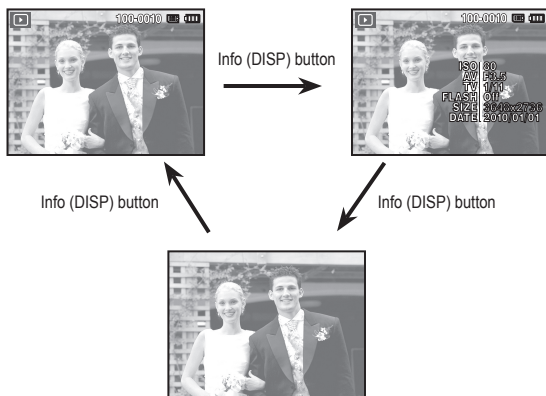 100-0010
Info (DISP) button
100-0010
ISO 80
AV F3.5
TV 1/11
FLASH Off
SIZE 3648x2736
DATE 2010/01/01
Info (DISP) button
Info (DISP) button